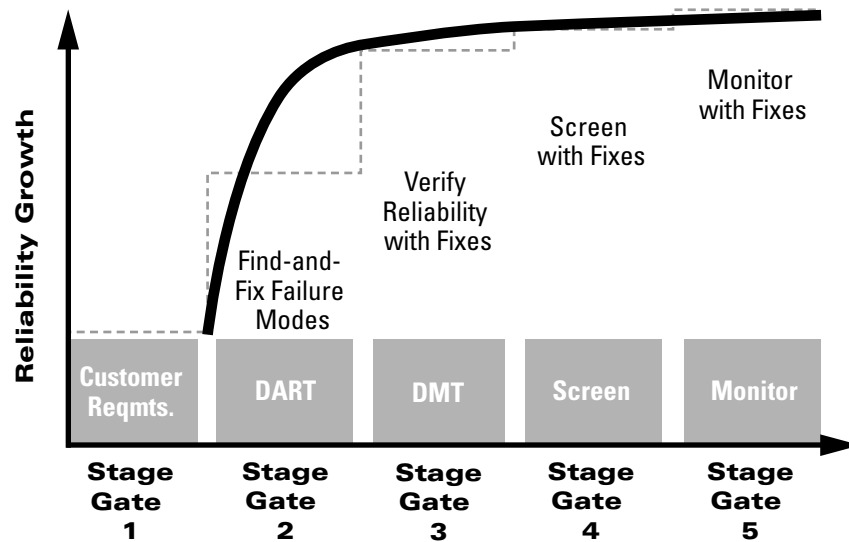 Reliability Growth
Monitor
with Fixes
Screen
with Fixes
Verify
Reliability
with Fixes
Find-and-
Fix Failure
Modes
Customer
Reqmts.
DART
DMT
Screen
Monitor
Stage
Gate
1
Stage
Gate
2
Stage
Gate
3
Stage
Gate
4
Stage
Gate
5